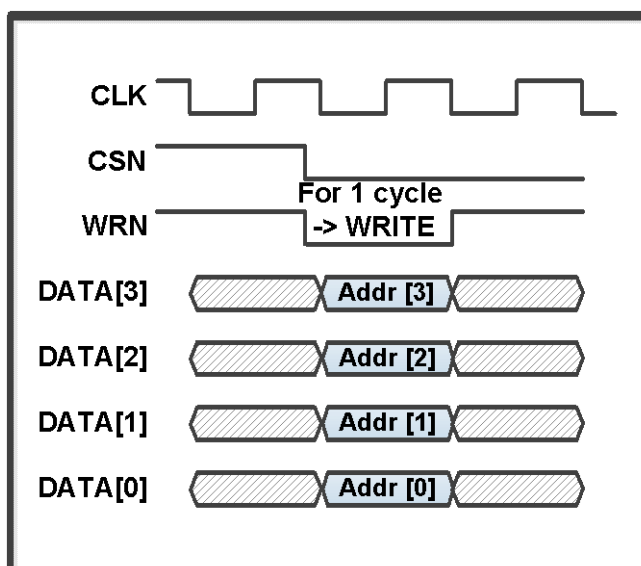 CLK
CSN
For 1 cycle
WRN
-> WRITE
DATA[3]
Addr [3]
DATA[2]
Addr [2]
DATA[1]
Addr [1]
DATA[0]
Addr [0]